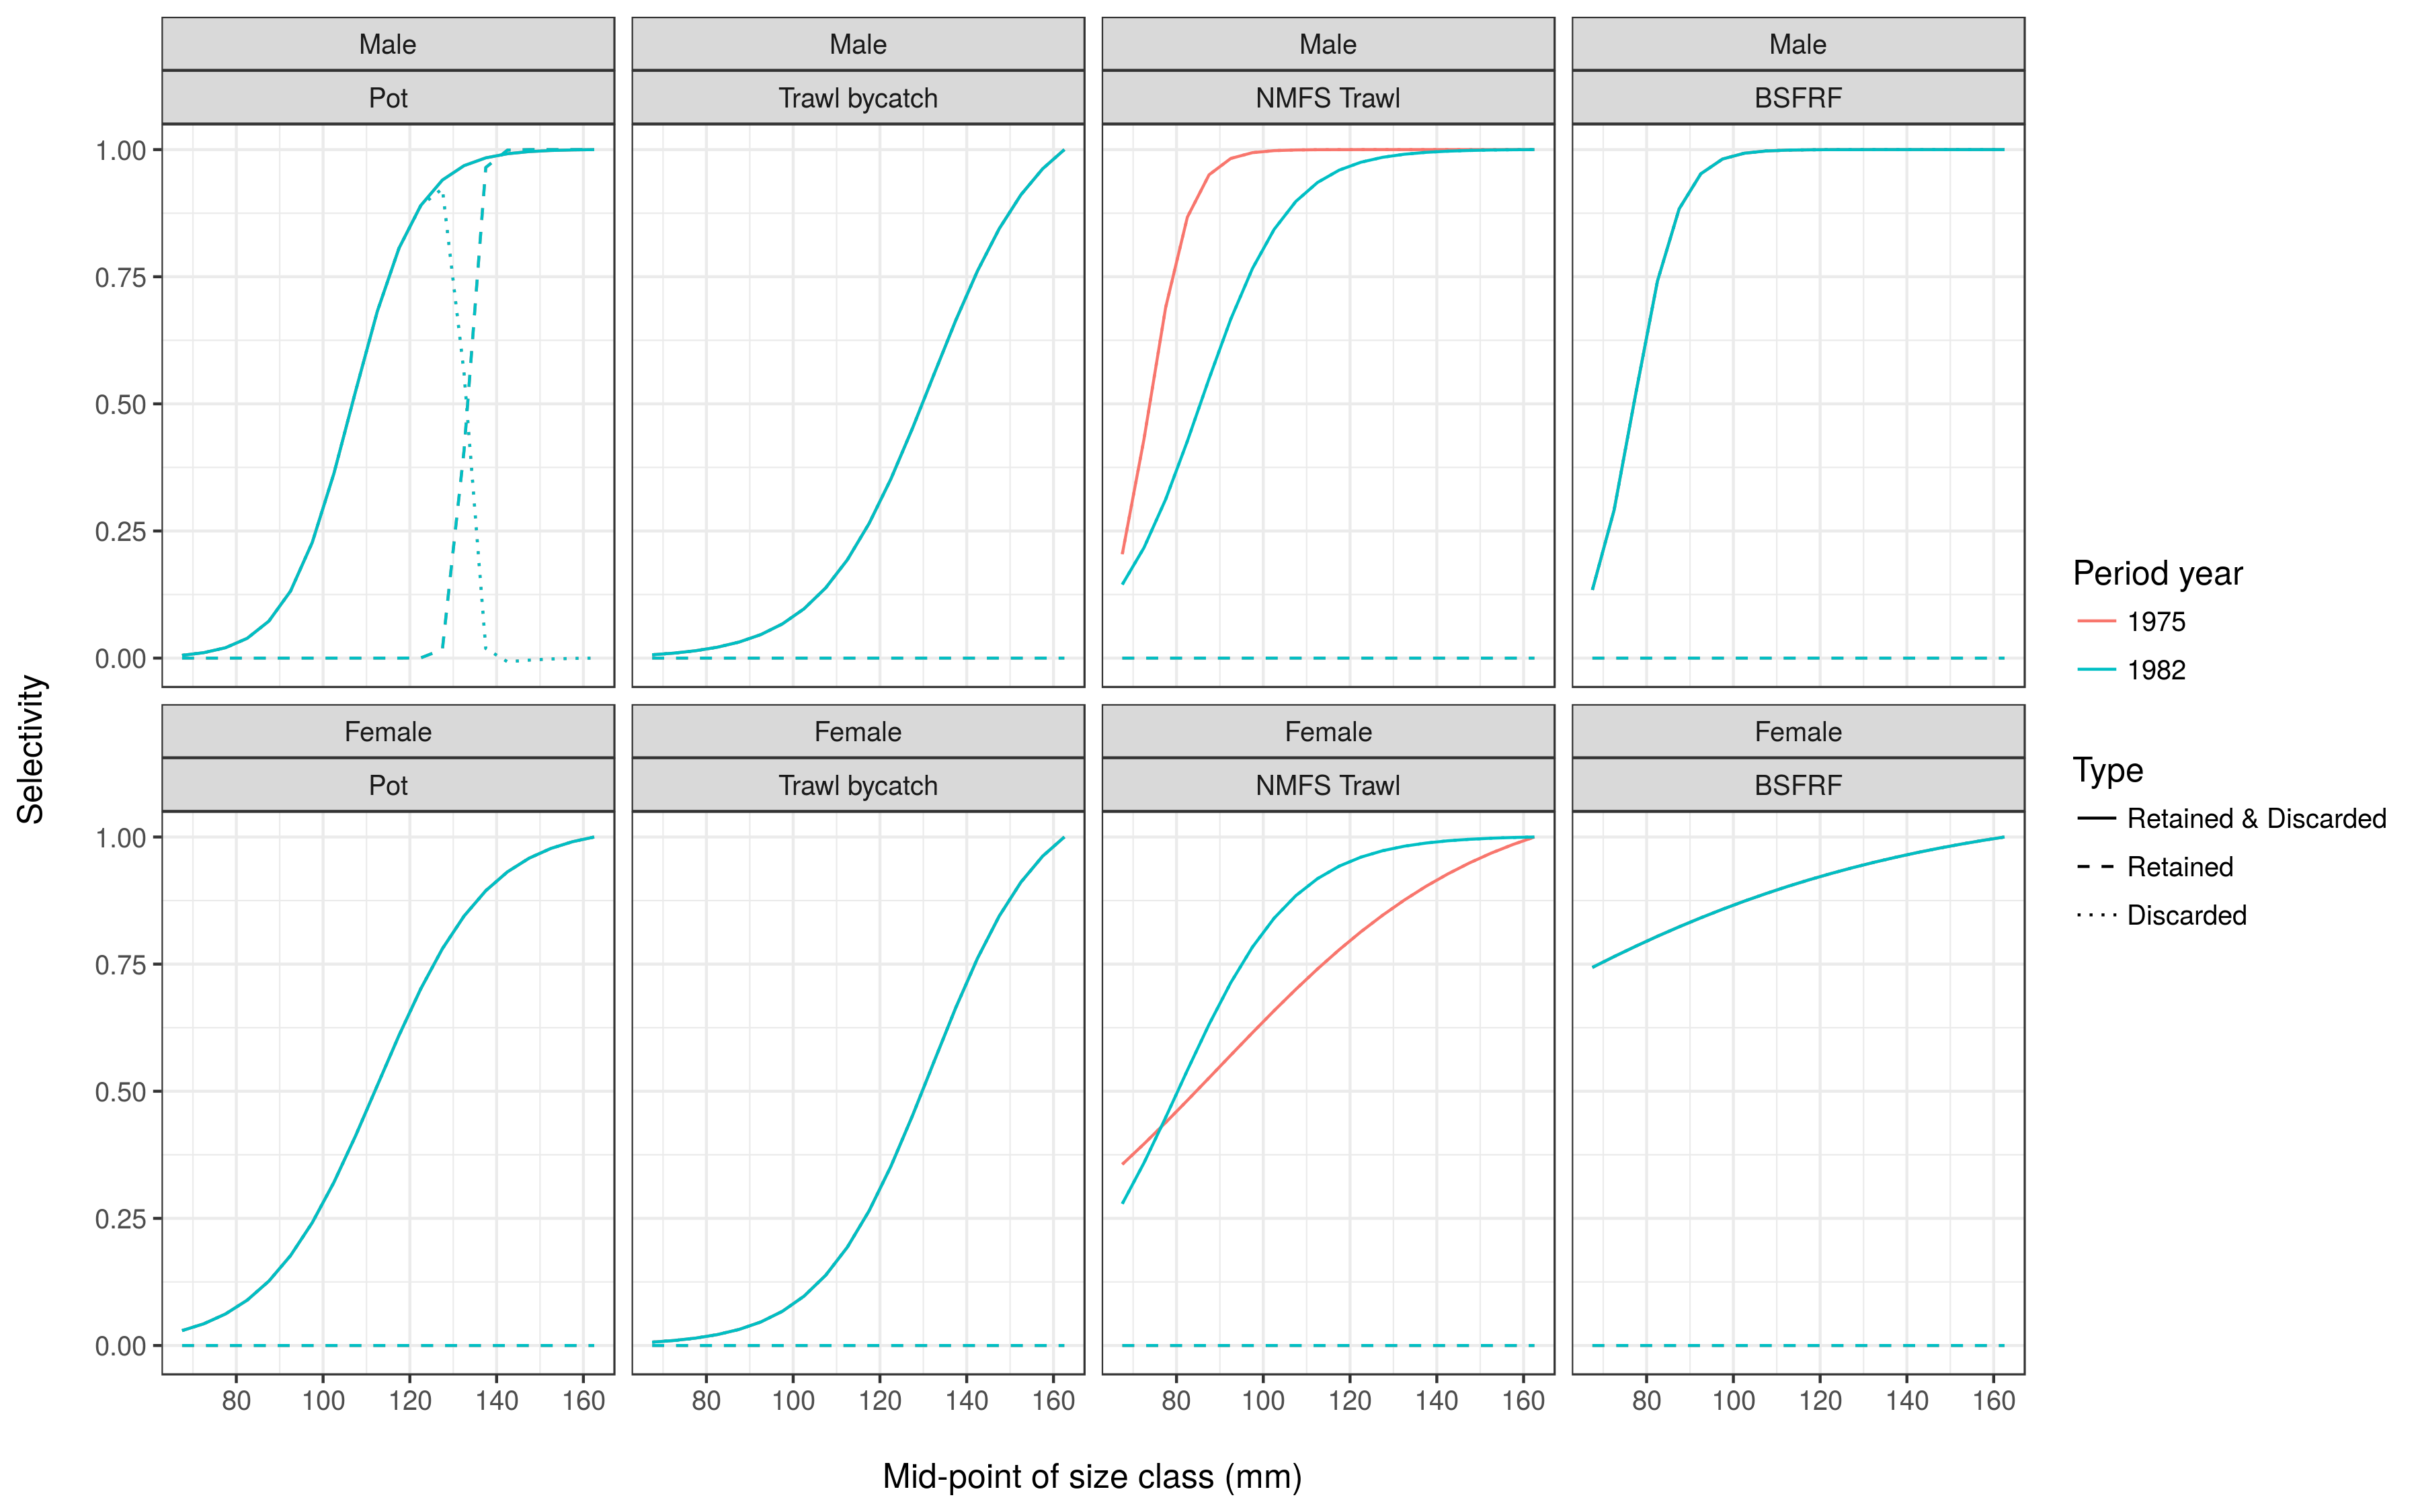 Male Male Male Male
Pot Trawl bycatch NMFS Trawl BSFRF
1.00
0.75
0.50
0.25
0.00
Female Female Female Female
Pot Trawl bycatch NMFS Trawl BSFRF
1.00
0.75
0.50
0.25
0.00
80 100 120 140 160 80 100 120 140 160 80 100 120 140 160 80 100 120 140 160
Selectivity
Mid-point of size class (mm)
Period year
1975
1982
Type
Retained & Discarded
Retained
Discarded